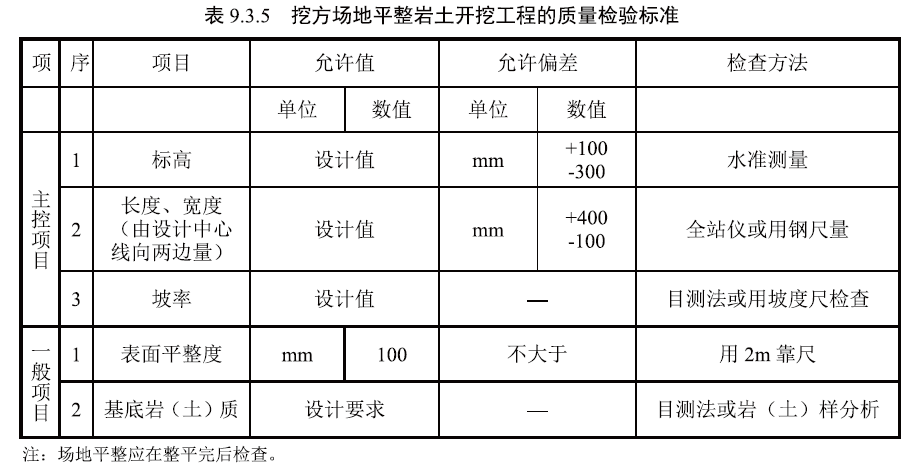 表 9.3.5 挖方场地平整岩土开挖工程的质量检验标准
项 序 项目 允许值 允许偏差 检查方法
单位 数值 单位 数值
主控项目
1 标高 设计值 mm +100 -300 水准测量
2 长度、宽度（由设计中心线向两边量） 设计值 mm +400 -100 全站仪或用钢尺量
3 坡率 设计值 — 目测法或用坡度尺检查
一般项目
1 表面平整度 mm 100 不大于 用 2m 靠尺
2 基底岩（土）质 设计要求 — 目测法或岩（土）样分析
注：场地平整应在整平完后检查。